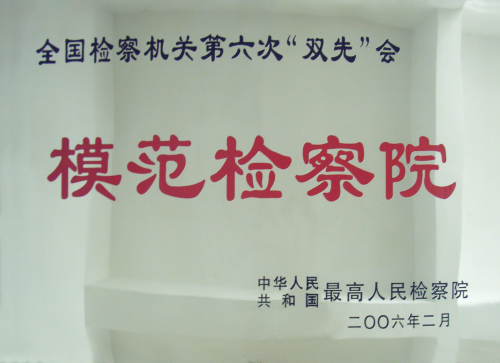 全国检察机关第六次“双先”会
模范检察院
中华人民
共和国
最高人民检察院
二〇〇六年二月